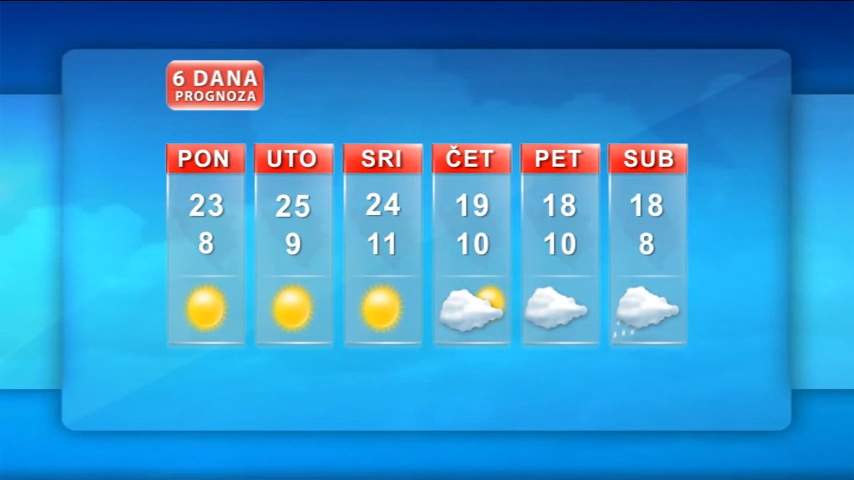 6 DANA
PROGNOZA
PON UTO SRI ČET PET SUB
23 25 24 19 18 18
8 9 11 10 10 8